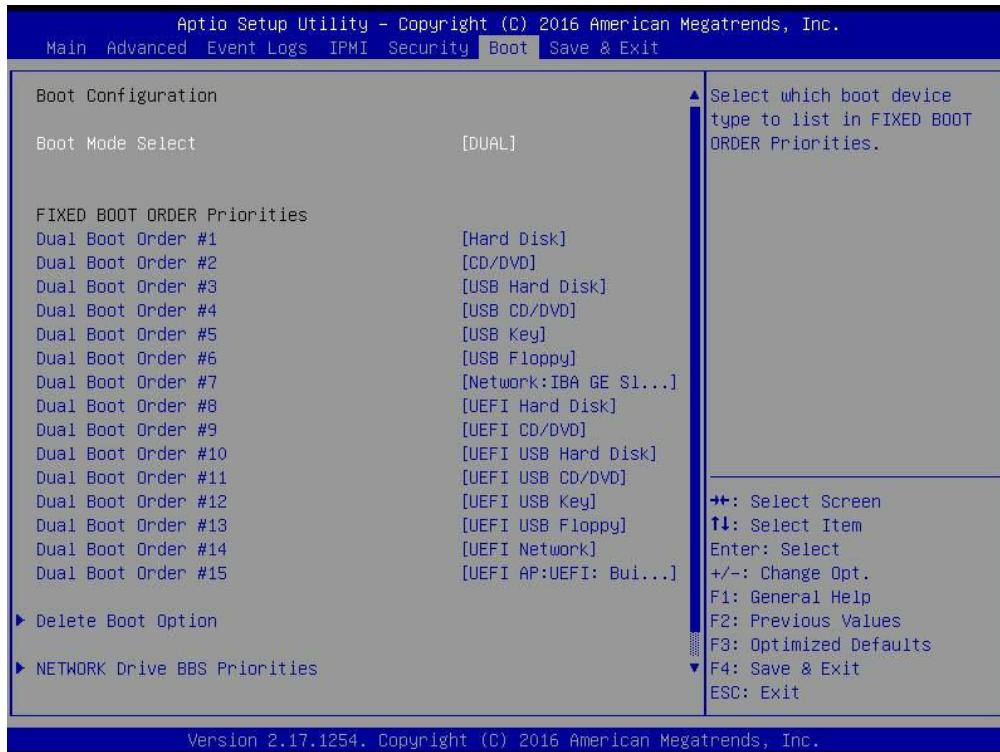 Aptio Setup Utility – Copyright (C) 2016 American Megatrends, Inc.
Main Advanced Event Logs IPMI Security Boot Save & Exit
Boot Configuration
Boot Mode Select [DUAL]
FIXED BOOT ORDER Priorities
Dual Boot Order #1 [Hard Disk]
Dual Boot Order #2 [CD/DVD]
Dual Boot Order #3 [USB Hard Disk]
Dual Boot Order #4 [USB CD/DVD]
Dual Boot Order #5 [USB Key]
Dual Boot Order #6 [USB Floppy]
Dual Boot Order #7 [Network:IBA GE Sl...]
Dual Boot Order #8 [UEFI Hard Disk]
Dual Boot Order #9 [UEFI CD/DVD]
Dual Boot Order #10 [UEFI USB Hard Disk]
Dual Boot Order #11 [UEFI USB CD/DVD]
Dual Boot Order #12 [UEFI USB Key]
Dual Boot Order #13 [UEFI USB Floppy]
Dual Boot Order #14 [UEFI Network]
Dual Boot Order #15 [UEFI AP:UEFI: Bui...]
Delete Boot Option
NETWORK Drive BBS Priorities
Select which boot device
type to list in FIXED BOOT
ORDER Priorities.
→←: Select Screen
↑↓: Select Item
Enter: Select
+/-: Change Opt.
F1: General Help
F2: Previous Values
F3: Optimized Defaults
F4: Save & Exit
ESC: Exit
Version 2.17.1254. Copyright (C) 2016 American Megatrends, Inc.